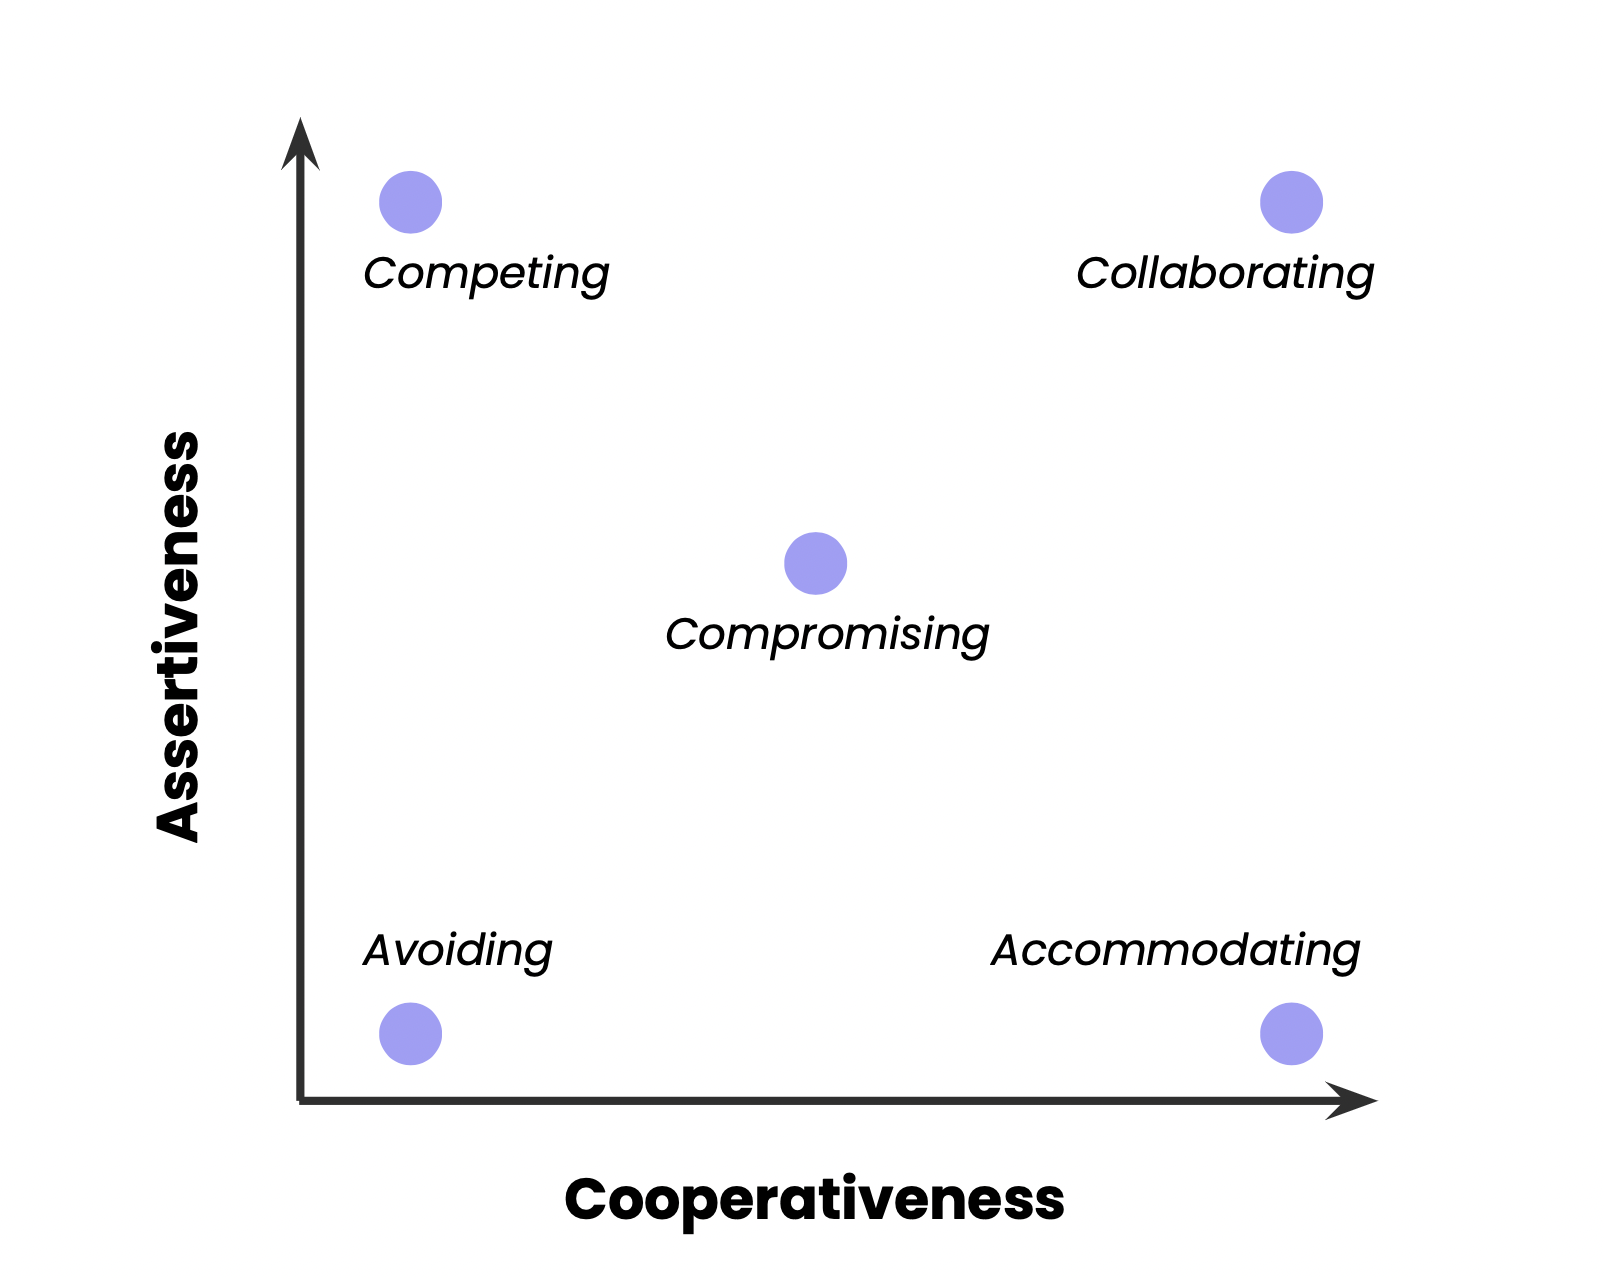 Competing
Collaborating
Assertiveness
Compromising
Avoiding
Accommodating
Cooperativeness